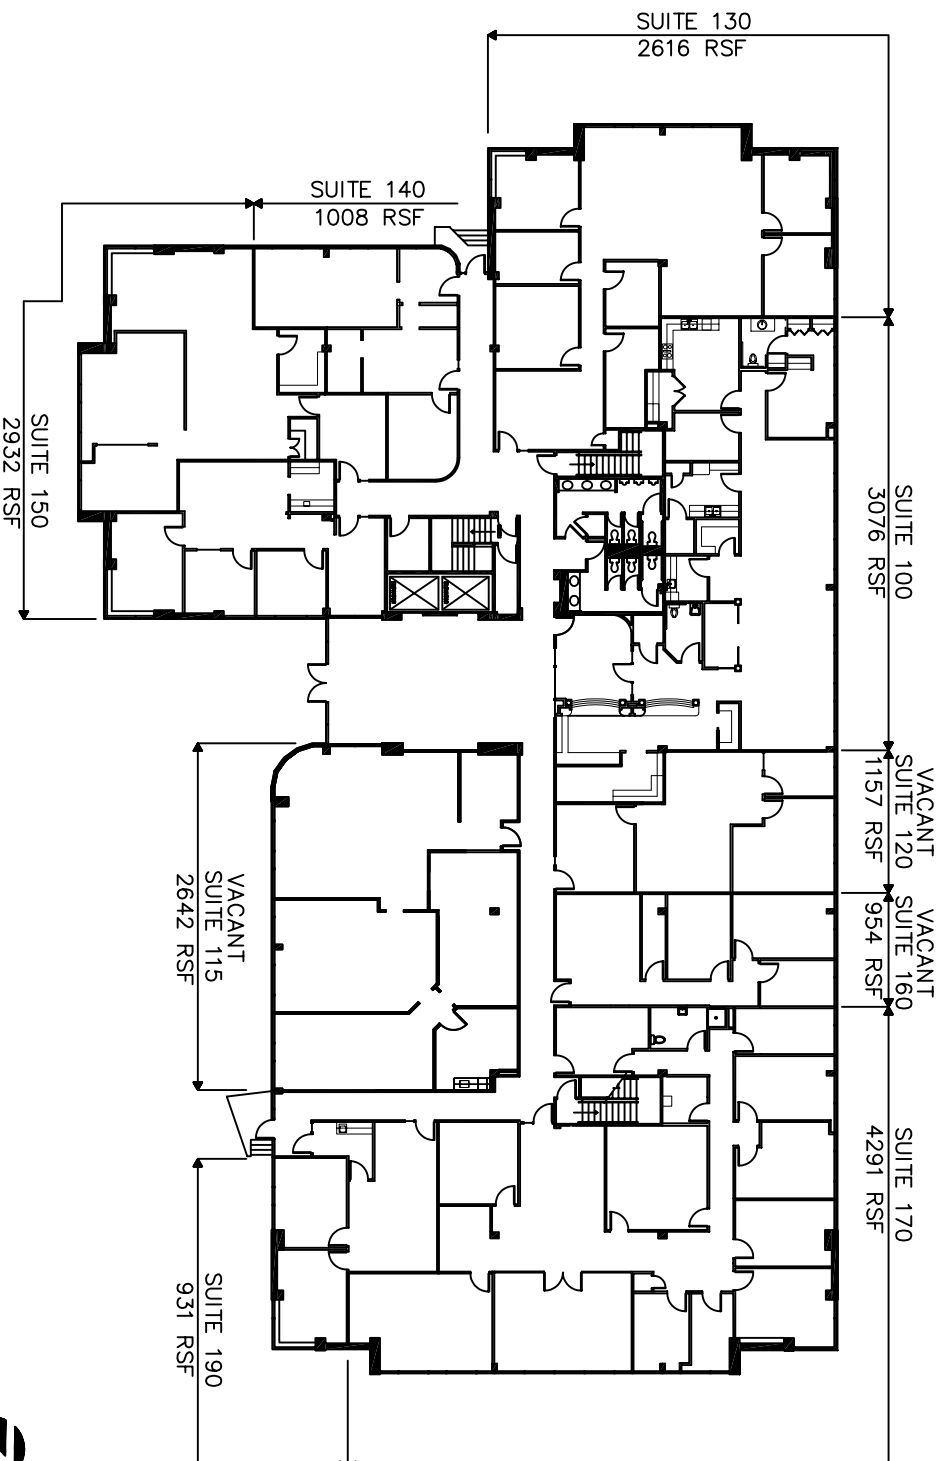 SUITE 130
2616 RSF
SUITE 140
1008 RSF
SUITE 150
2932 RSF
SUITE 100
3076 RSF
VACANT
SUITE 120
1157 RSF
VACANT
SUITE 160
954 RSF
VACANT
SUITE 115
2642 RSF
SUITE 170
4291 RSF
SUITE 190
931 RSF